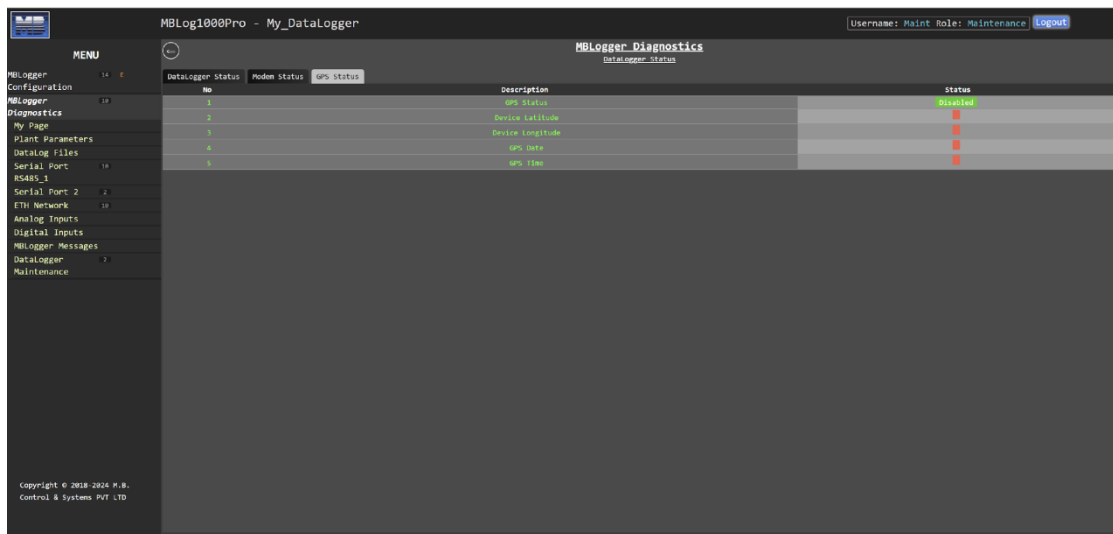 MB
MBLog1000Pro - My_DataLogger
Username: Maint Role: Maintenance Logout
MENU
MBLogger Configuration 14 E
MBLogger Diagnostics 10
My Page
Plant Parameters
DataLog Files
Serial Port RS485_1 10
Serial Port 2 2
ETH Network 10
Analog Inputs
Digital Inputs
MBLogger Messages
DataLogger Maintenance 2
Copyright © 2018-2024 M.B.
Control & Systems PVT LTD
MBLogger Diagnostics
DataLogger Status
DataLogger Status Modem Status GPS Status
No Description Status
1 GPS Status Disabled
2 Device Latitude
3 Device Longitude
4 GPS Date
5 GPS Time